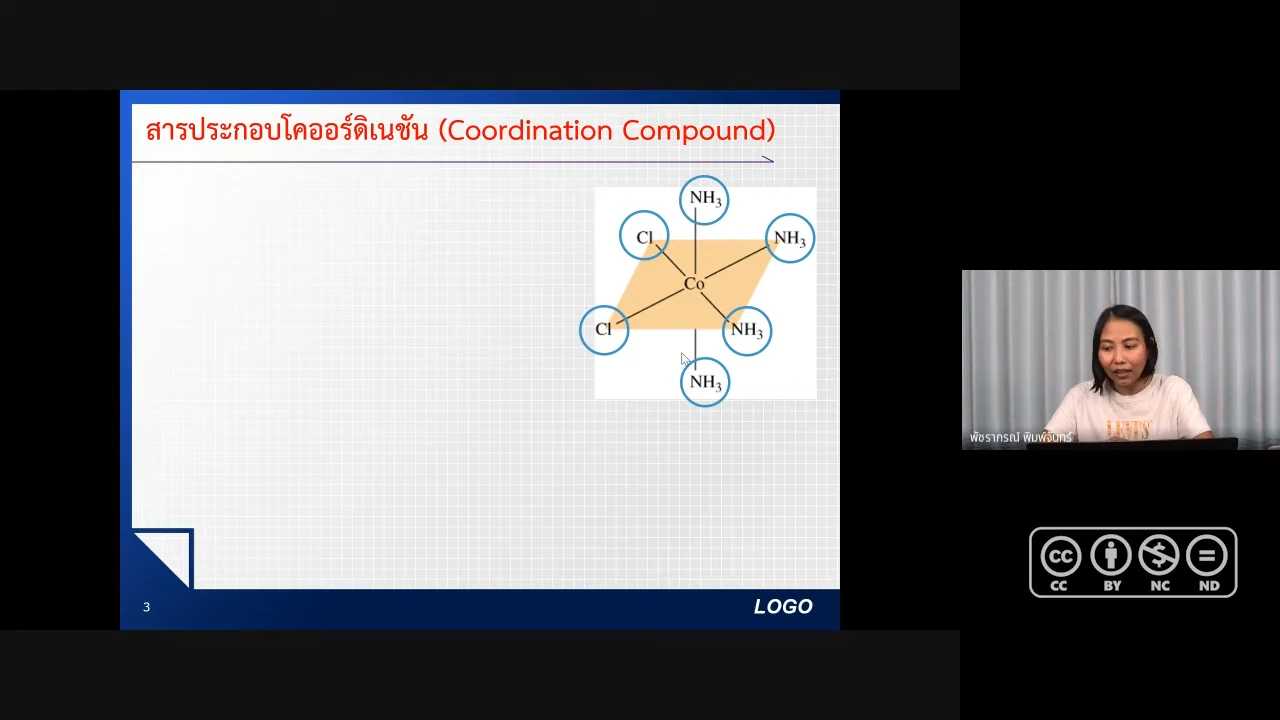 สารประกอบโคออร์ดิเนชัน (Coordination Compound)
NH3
Cl
NH3
Co
Cl
NH3
NH3
พัชราภรณ์ พิมพ์จันทร์
LEVI'S
CC
CC BY NC ND
3
LOGO